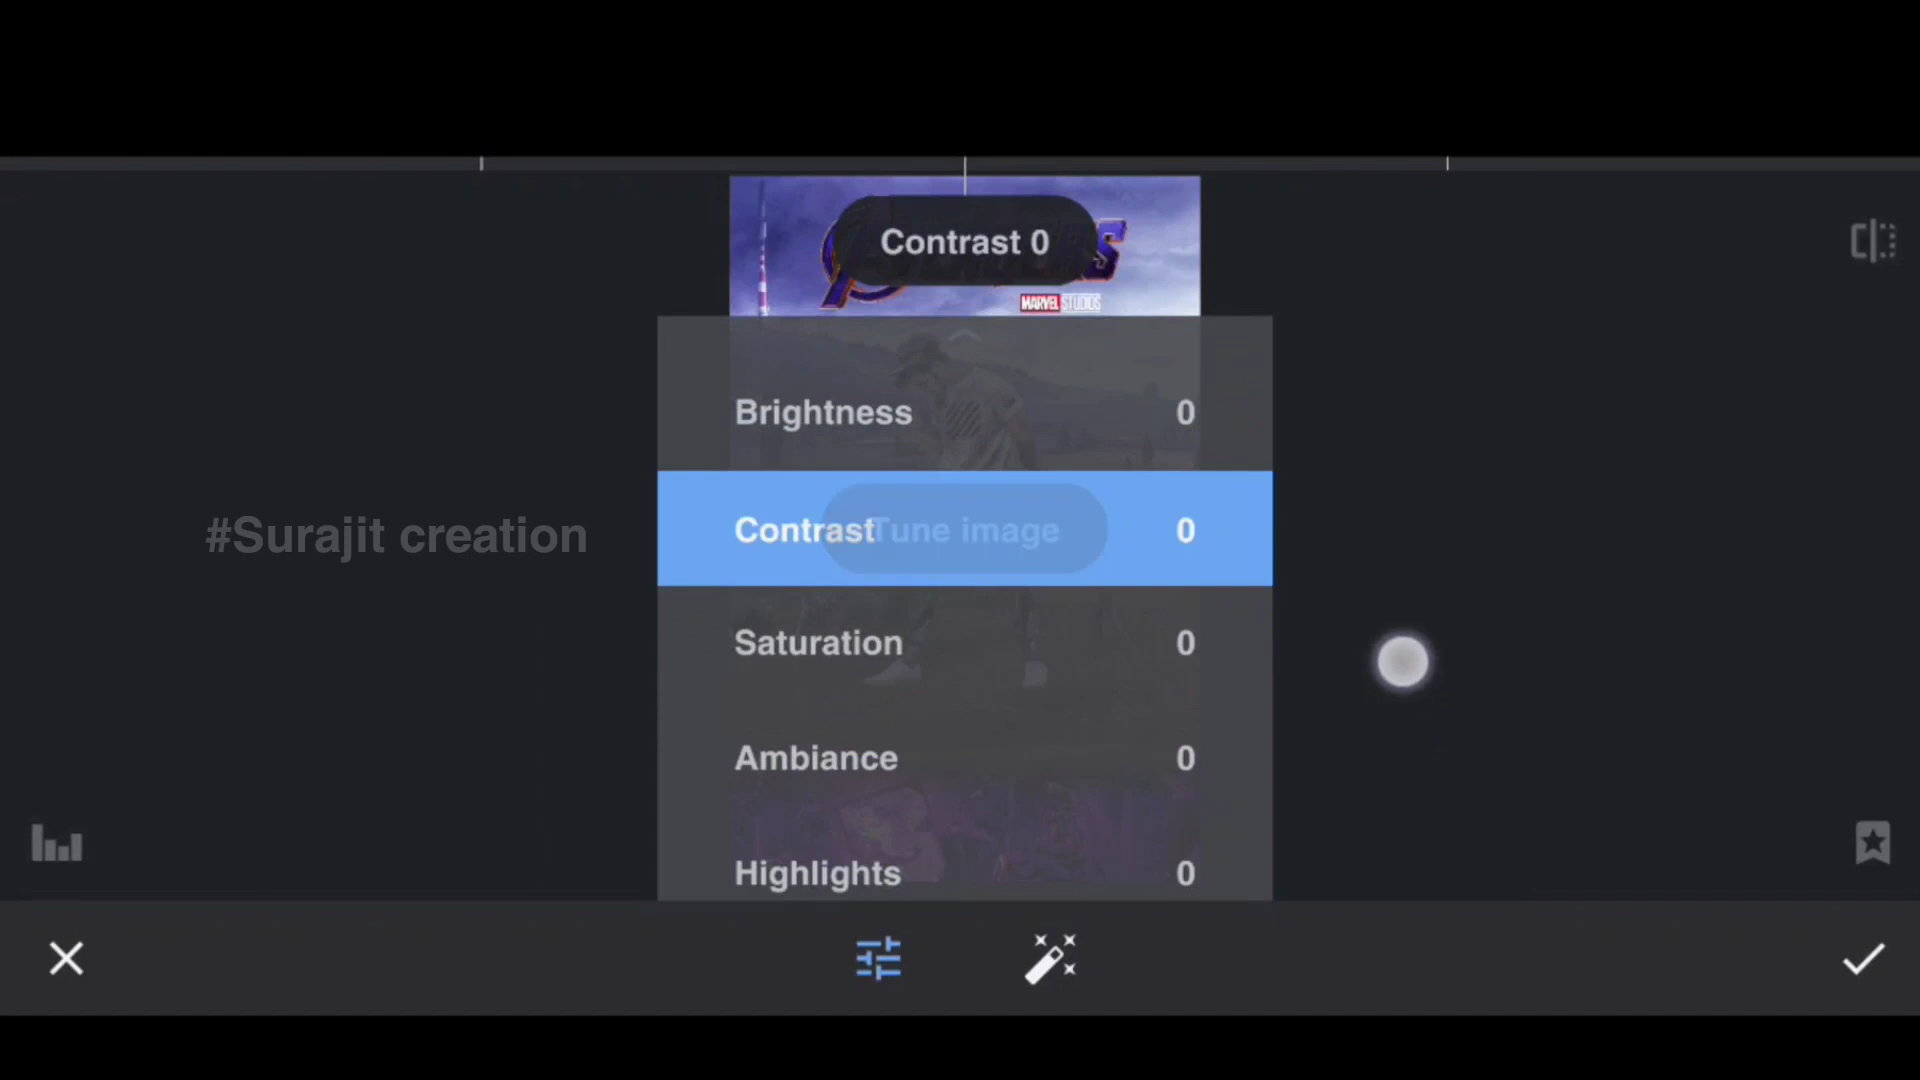 Contrast 0
MARVEL STUDIOS
Brightness 0
#Surajit creation
Contrast 0
Tune image
Saturation 0
Ambiance 0
Highlights 0